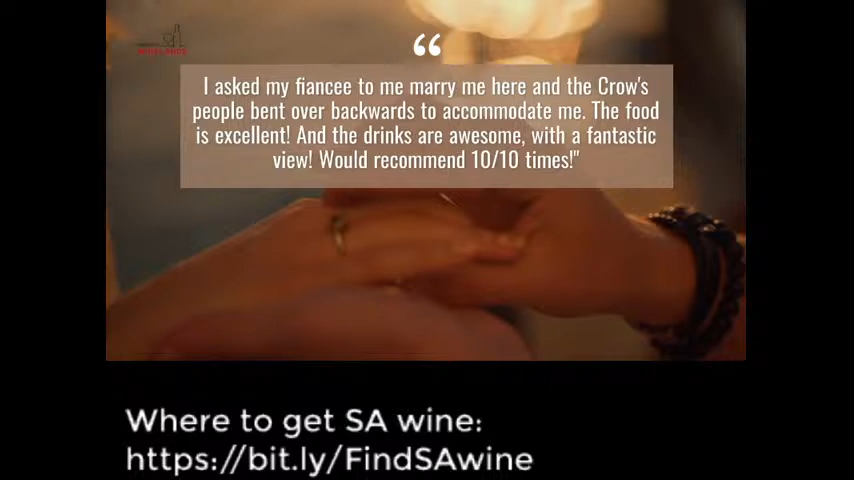 WINELANDS
“
I asked my fiancee to me marry me here and the Crow's
people bent over backwards to accommodate me. The food
is excellent! And the drinks are awesome, with a fantastic
view! Would recommend 10/10 times!"
Where to get SA wine:
https://bit.ly/FindSAwine